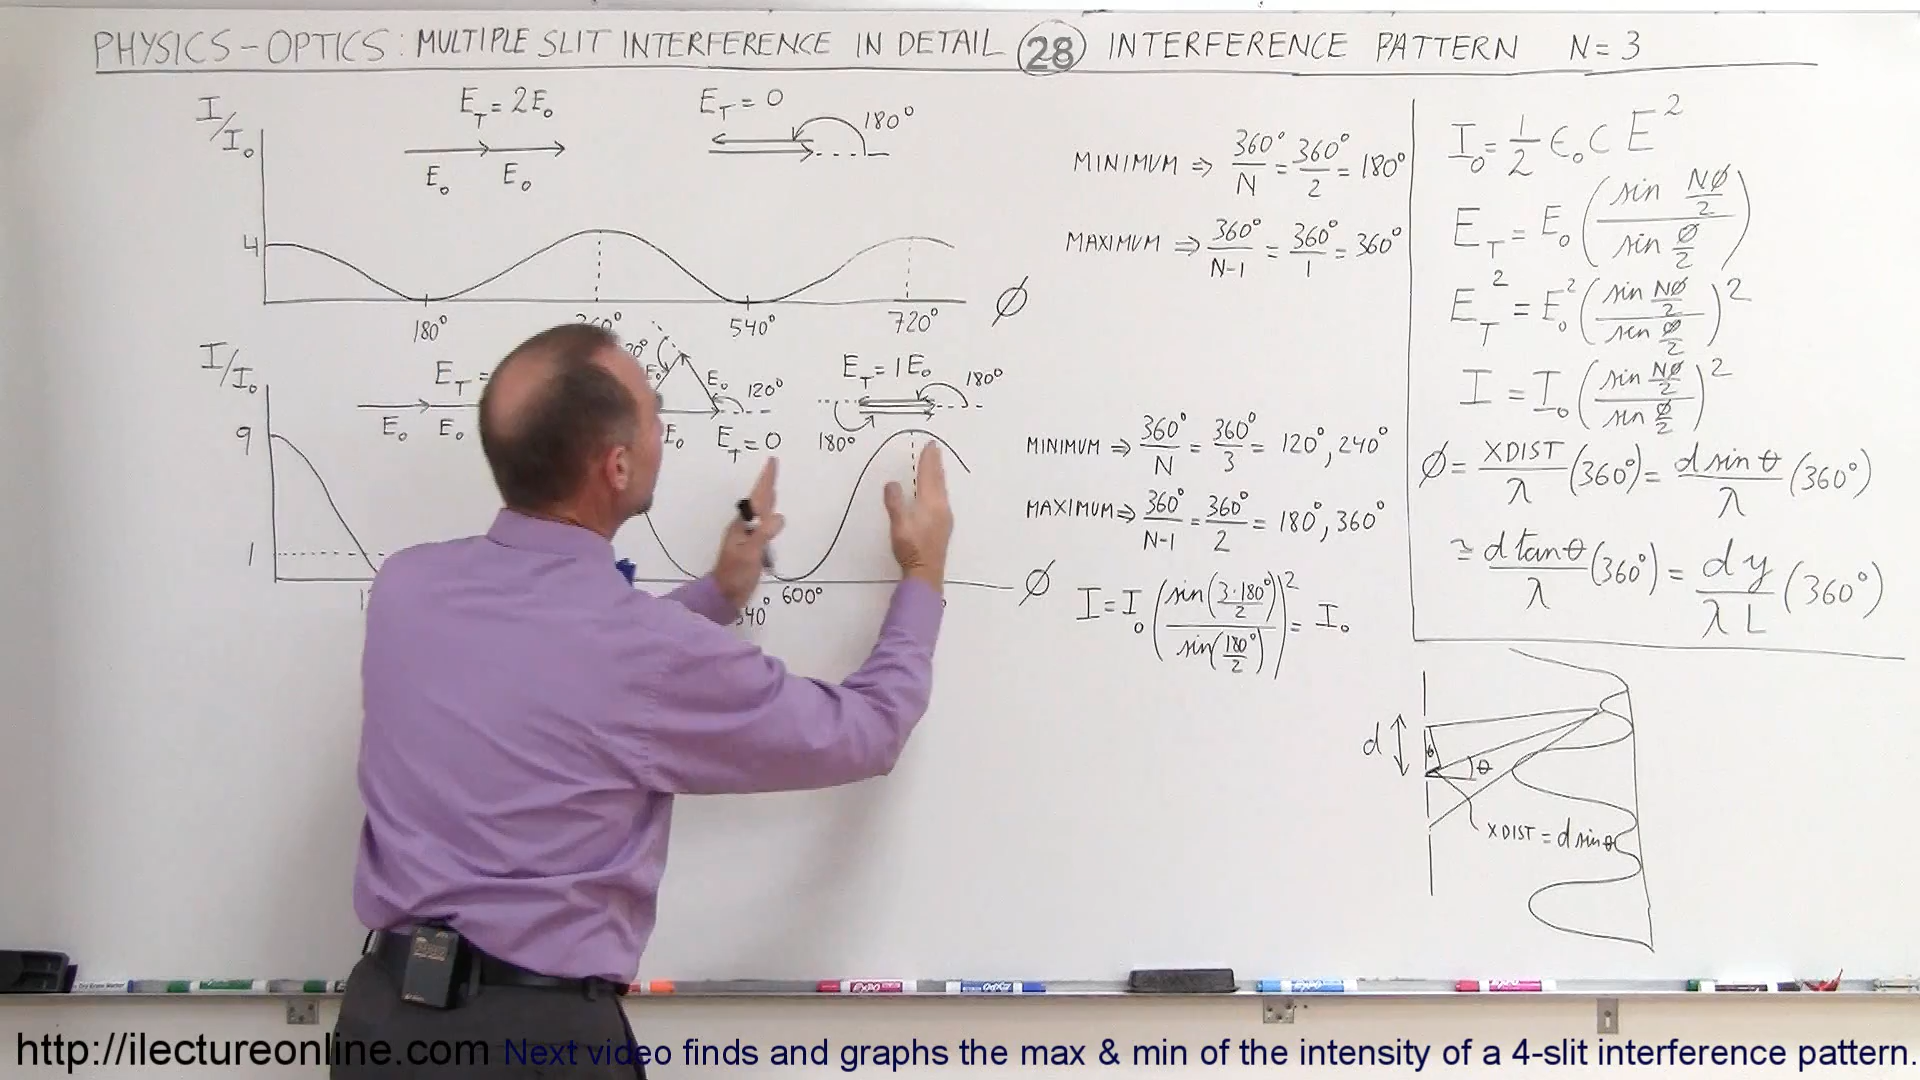 PHYSICS - OPTICS: MULTIPLE SLIT INTERFERENCE IN DETAIL 28 INTERFERENCE PATTERN N = 3
I/I₀
E_T = 2E₀
E₀ E₀
E_T = 0
180°
4
180° 360° 540° 720° ∅
MINIMUM ⇒ 360°/N = 360°/2 = 180°
MAXIMUM ⇒ 360°/N-1 = 360°/1 = 360°
I/I₀
E_T =
E₀ E₀
E₀ E₀ 120°
E₀ E_T = 0
E_T = 1E₀
180°
180°
9
1
540° 600° ∅
MINIMUM ⇒ 360°/N = 360°/3 = 120°, 240°
MAXIMUM ⇒ 360°/N-1 = 360°/2 = 180°, 360°
I = I₀ (sin(3·180°/2)/sin(180°/2))² = I₀
I₀ = 1/2 ε₀ c E²
E_T = E₀ (sin N∅/2 / sin ∅/2)
E_T² = E₀² (sin N∅/2 / sin ∅/2)²
I = I₀ (sin N∅/2 / sin ∅/2)²
∅ = XDIST/λ (360°) = d sin θ/λ (360°)
≅ d tan θ/λ (360°) = d y/λ L (360°)
d
θ θ
XDIST = d sin θ
EXPO
http://ilectureonline.com Next video finds and graphs the max & min of the intensity of a 4-slit interference pattern.